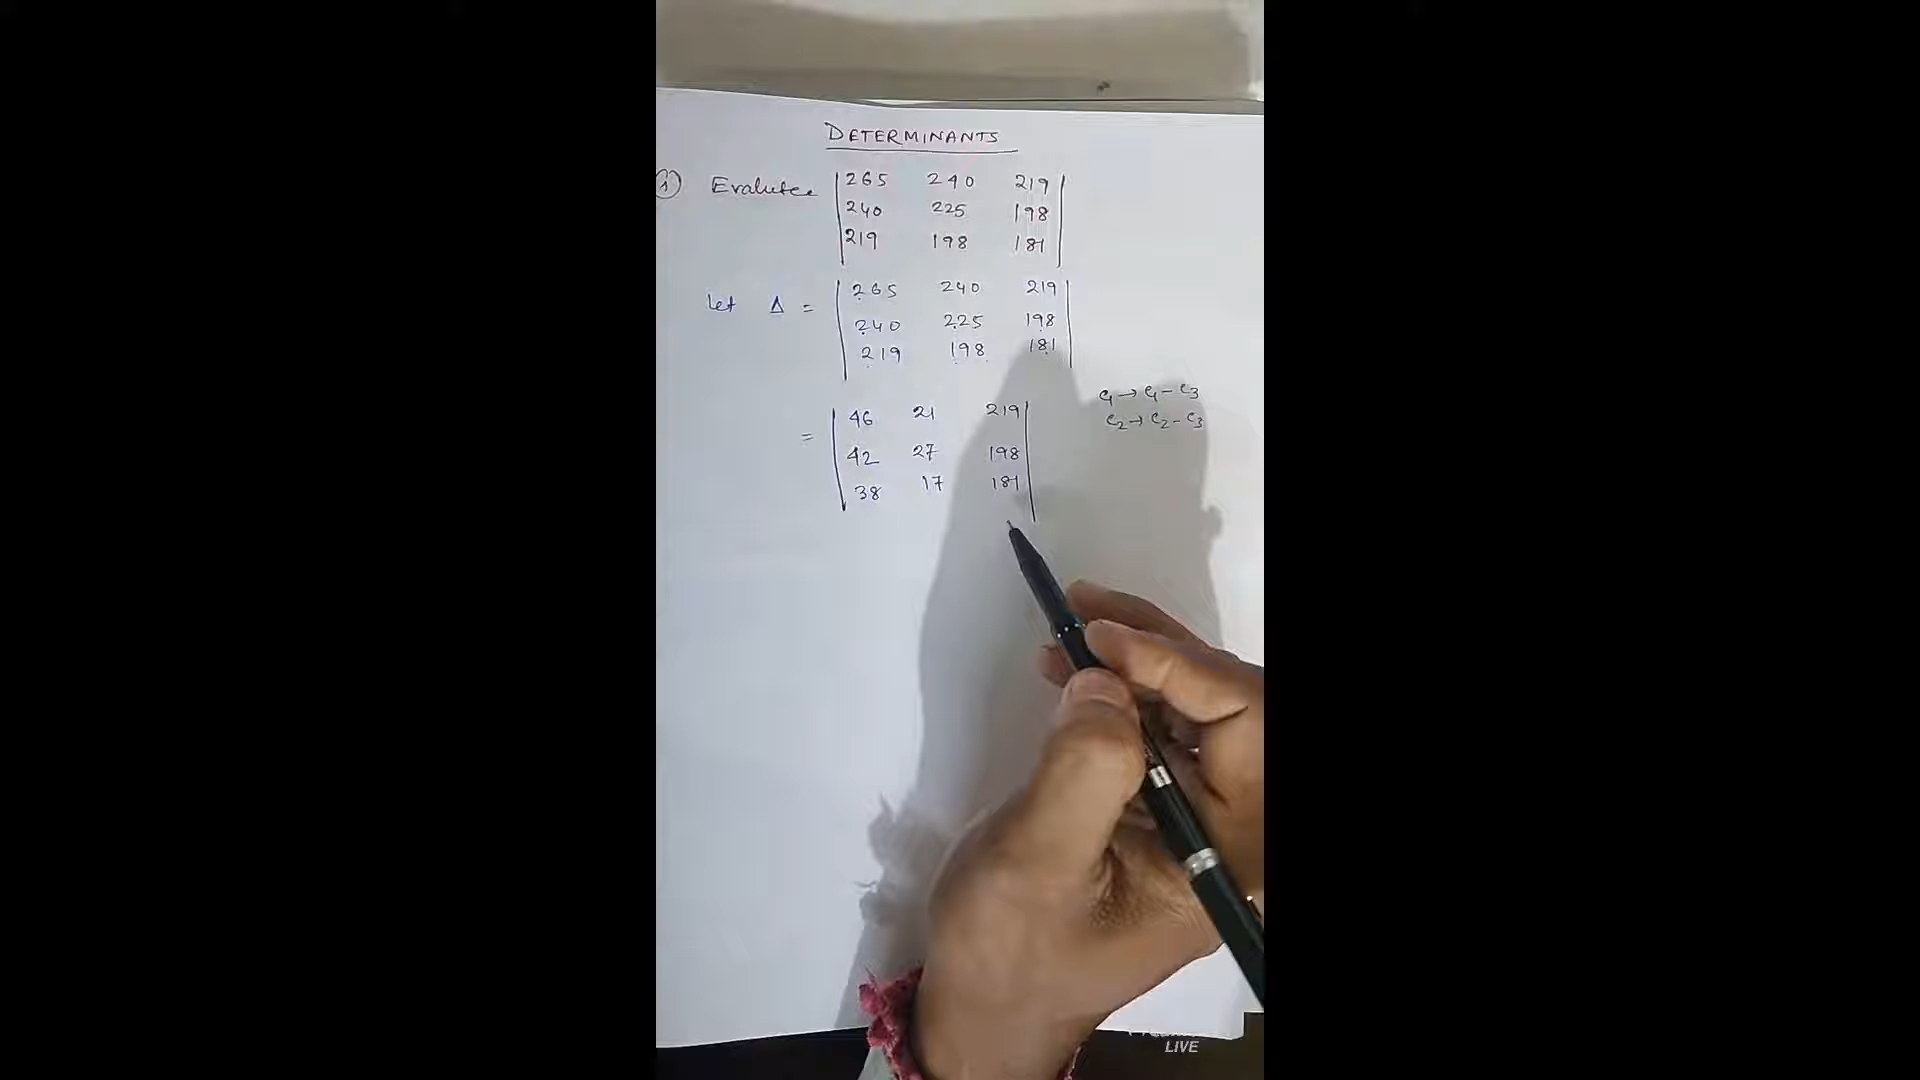 DETERMINANTS
1) Evalutee | 265 240 219 |
| 240 225 198 |
| 219 198 181 |
let Δ = | 265 240 219 |
| 240 225 198 |
| 219 198 181 |
C1 → C1 - C3
C2 → C2 - C3
= | 46 21 219 |
| 42 27 198 |
| 38 17 181 |
LIVE